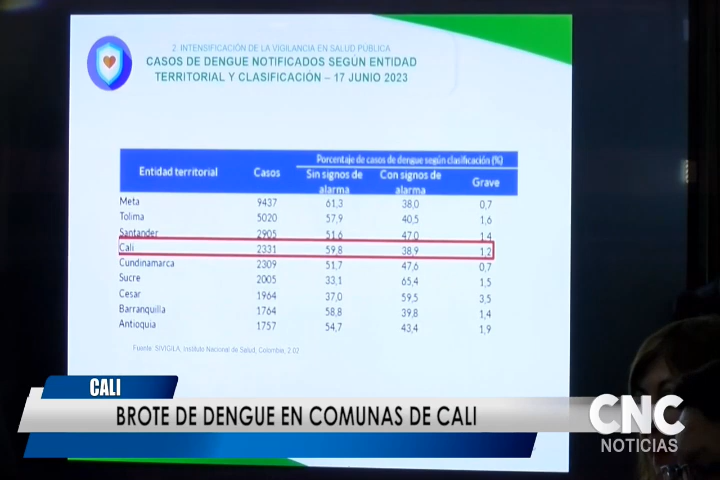 2. INTENSIFICACIÓN DE LA VIGILANCIA EN SALUD PÚBLICA
CASOS DE DENGUE NOTIFICADOS SEGÚN ENTIDAD
TERRITORIAL Y CLASIFICACIÓN – 17 JUNIO 2023
Entidad territorial Casos Porcentaje de casos de dengue según clasificación (%)
Sin signos de alarma Con signos de alarma Grave
Meta 9437 61,3 38,0 0,7
Tolima 5020 57,9 40,5 1,6
Santander 2905 51,6 47,0 1,4
Cali 2331 59,8 38,9 1,2
Cundinamarca 2309 51,7 47,6 0,7
Sucre 2005 33,1 65,4 1,5
Cesar 1964 37,0 59,5 3,5
Barranquilla 1764 58,8 39,8 1,4
Antioquia 1757 54,7 43,4 1,9
Fuente: SIVIGILA, Instituto Nacional de Salud, Colombia, 2.02
CALI
BROTE DE DENGUE EN COMUNAS DE CALI
CNC
NOTICIAS